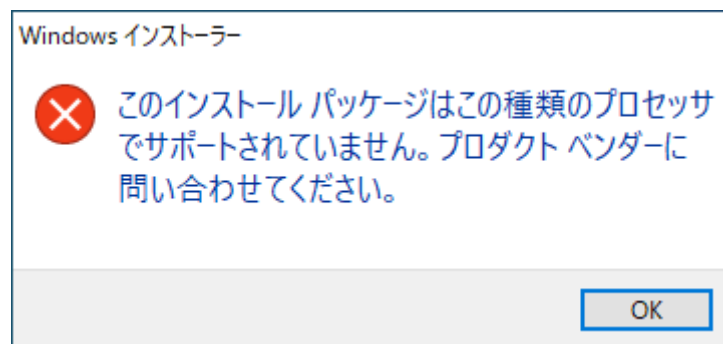 Windows インストーラー
このインストール パッケージはこの種類のプロセッサ
でサポートされていません。プロダクト ベンダーに
問い合わせてください。
OK